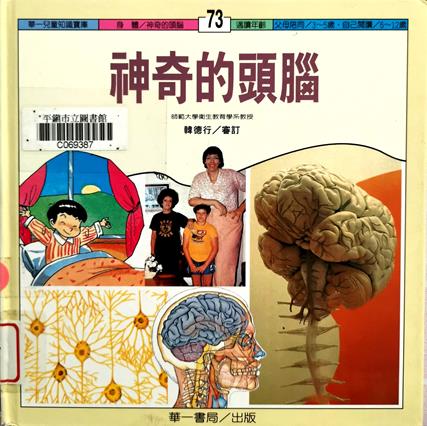 華一兒童知識寶庫
身 體/神奇的頭腦
73
適讀年齡
父母陪同/3~5歲、自己閱讀/6~12歲
神奇的頭腦
師範大學衛生教育學系教授
韓德行/審訂
平鎮市立圖書館
C069387
華一書局/出版